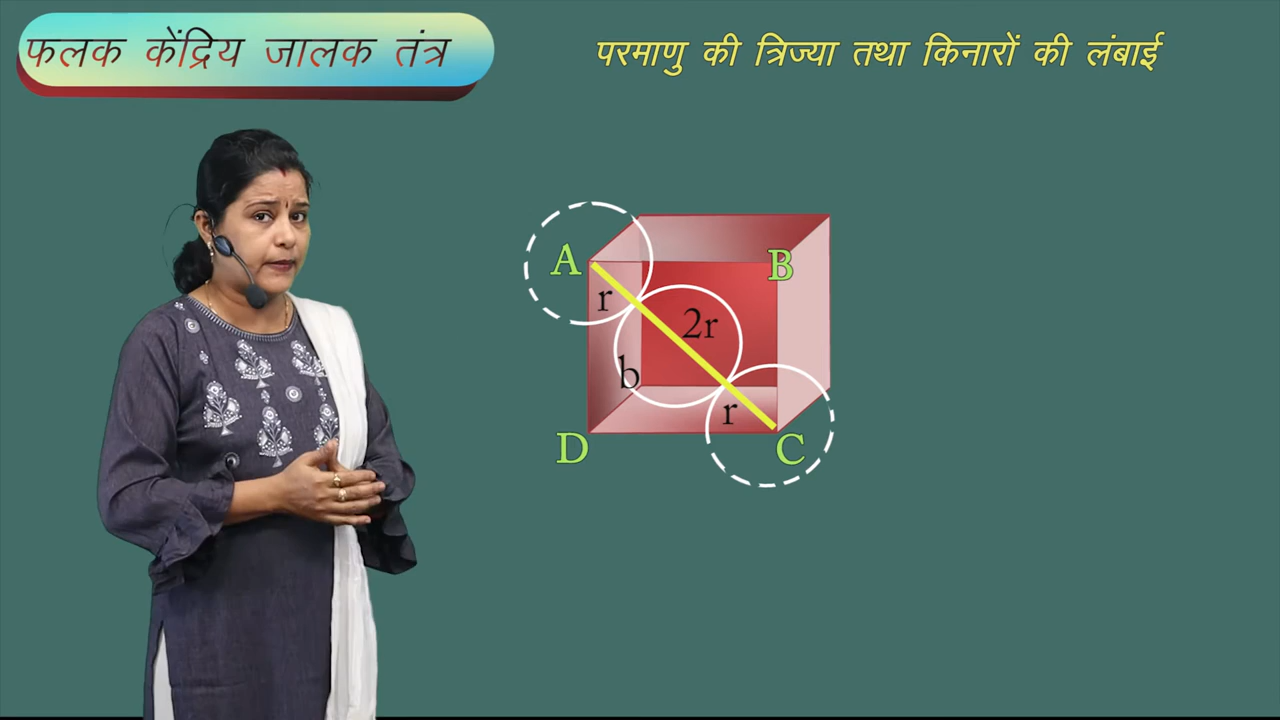 फलक केंद्रिय जालक तंत्र
परमाणु की त्रिज्या तथा किनारों की लंबाई
A
B
r
2r
b
r
D
C